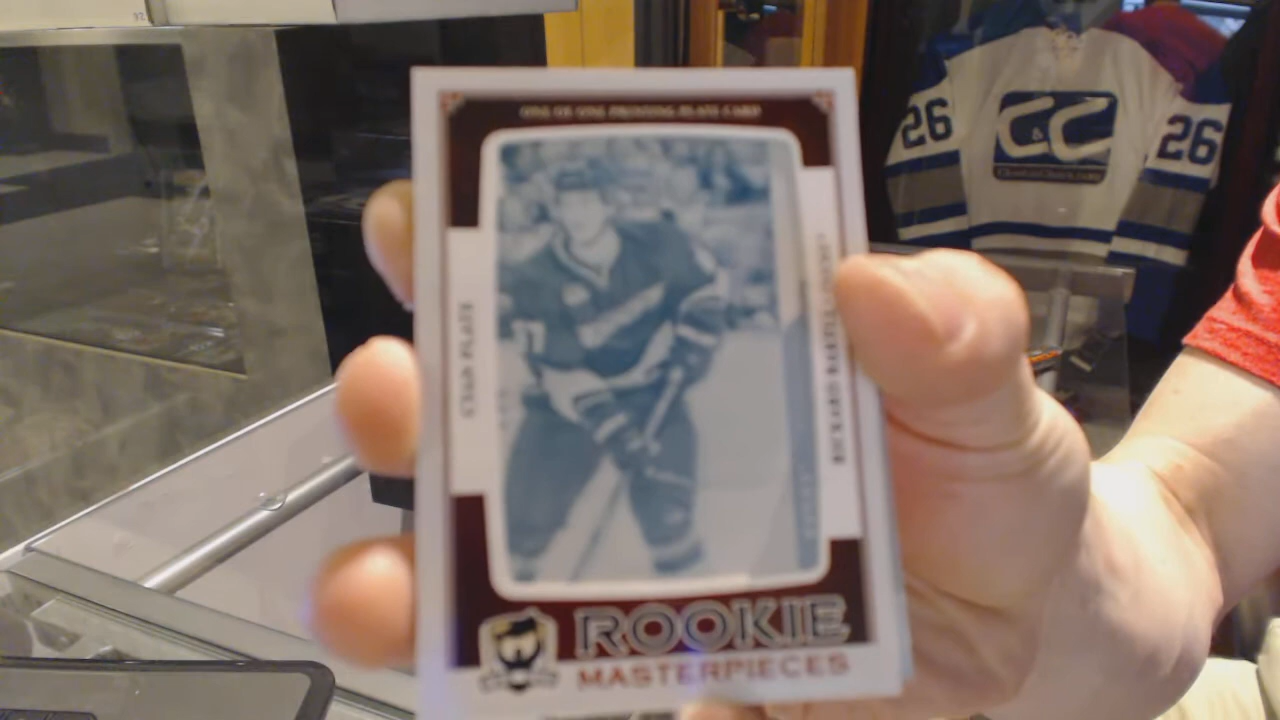 ONE OF ONE PRINTING PLATE CARD
CYAN PLATE
ROOKIE
MASTERPIECES
26
C&C
26